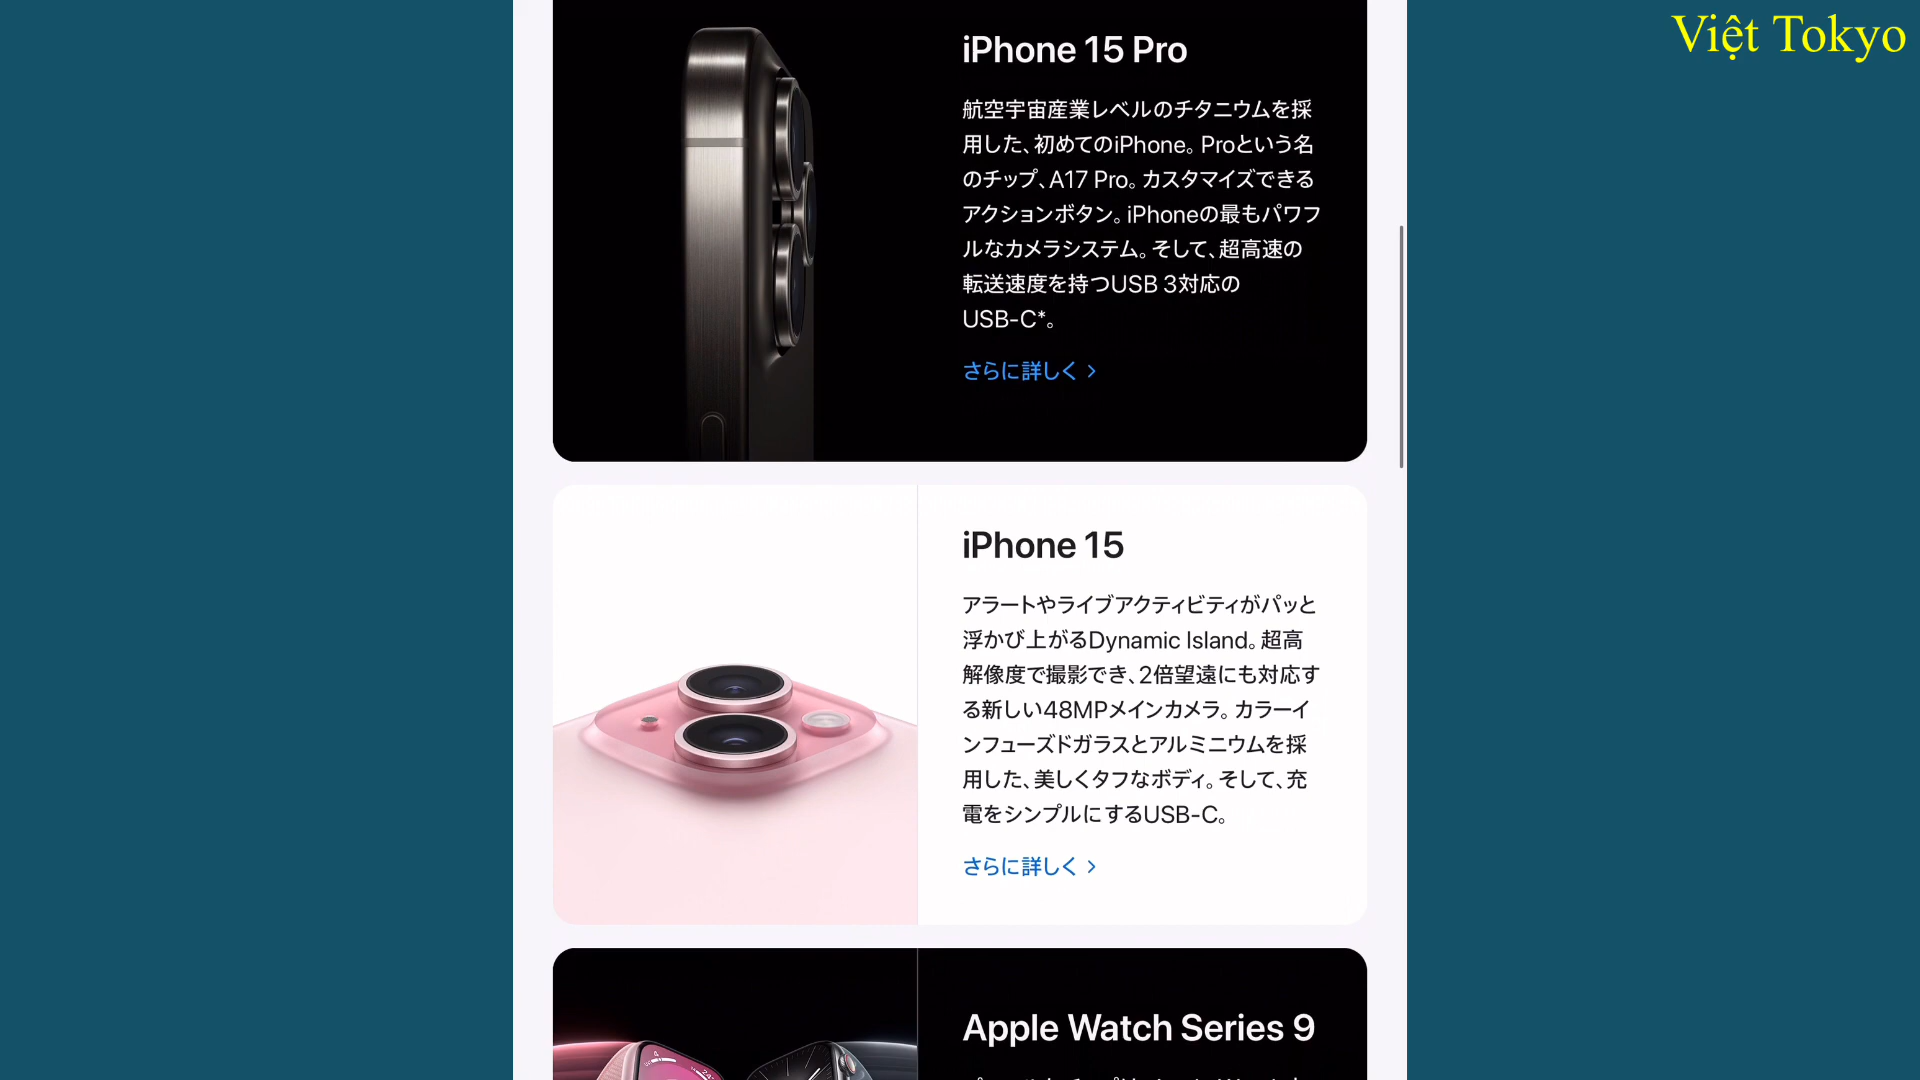 Việt Tokyo
iPhone 15 Pro
航空宇宙産業レベルのチタニウムを採
用した、初めてのiPhone。Proという名
のチップ、A17 Pro。カスタマイズできる
アクションボタン。iPhoneの最もパワフ
ルなカメラシステム。そして、超高速の
転送速度を持つUSB 3対応の
USB-C*。
さらに詳しく >
iPhone 15
アラートやライブアクティビティがパッと
浮かび上がるDynamic Island。超高
解像度で撮影でき、2倍望遠にも対応す
る新しい48MPメインカメラ。カラーイ
ンフューズドガラスとアルミニウムを採
用した、美しくタフなボディ。そして、充
電をシンプルにするUSB-C。
さらに詳しく >
Apple Watch Series 9